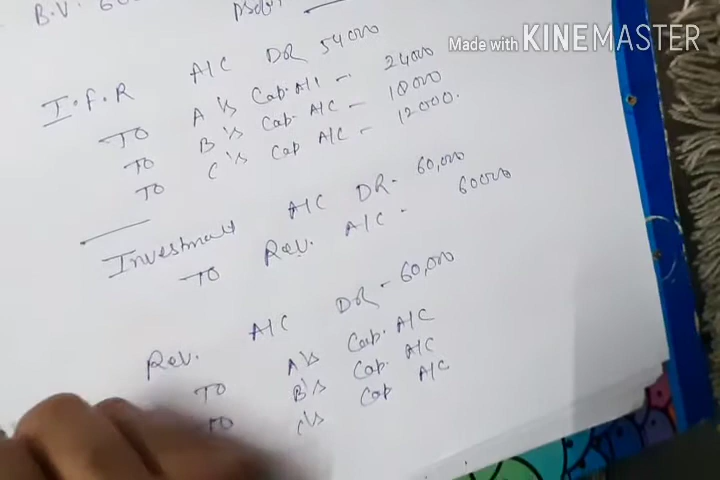 B.V. 60
Made with KINEMASTER
I.F.R A/C DR 54000
To A's Cap. A/c - 24000
To B's Cap. A/C - 18000
To C's Cap A/C - 12000.
Investment A/C DR - 60,000
To Rev. A/C - 60000
Rev. A/C DR - 60,000
To A's Cap. A/C
To B's Cap. A/C
C's Cap A/C